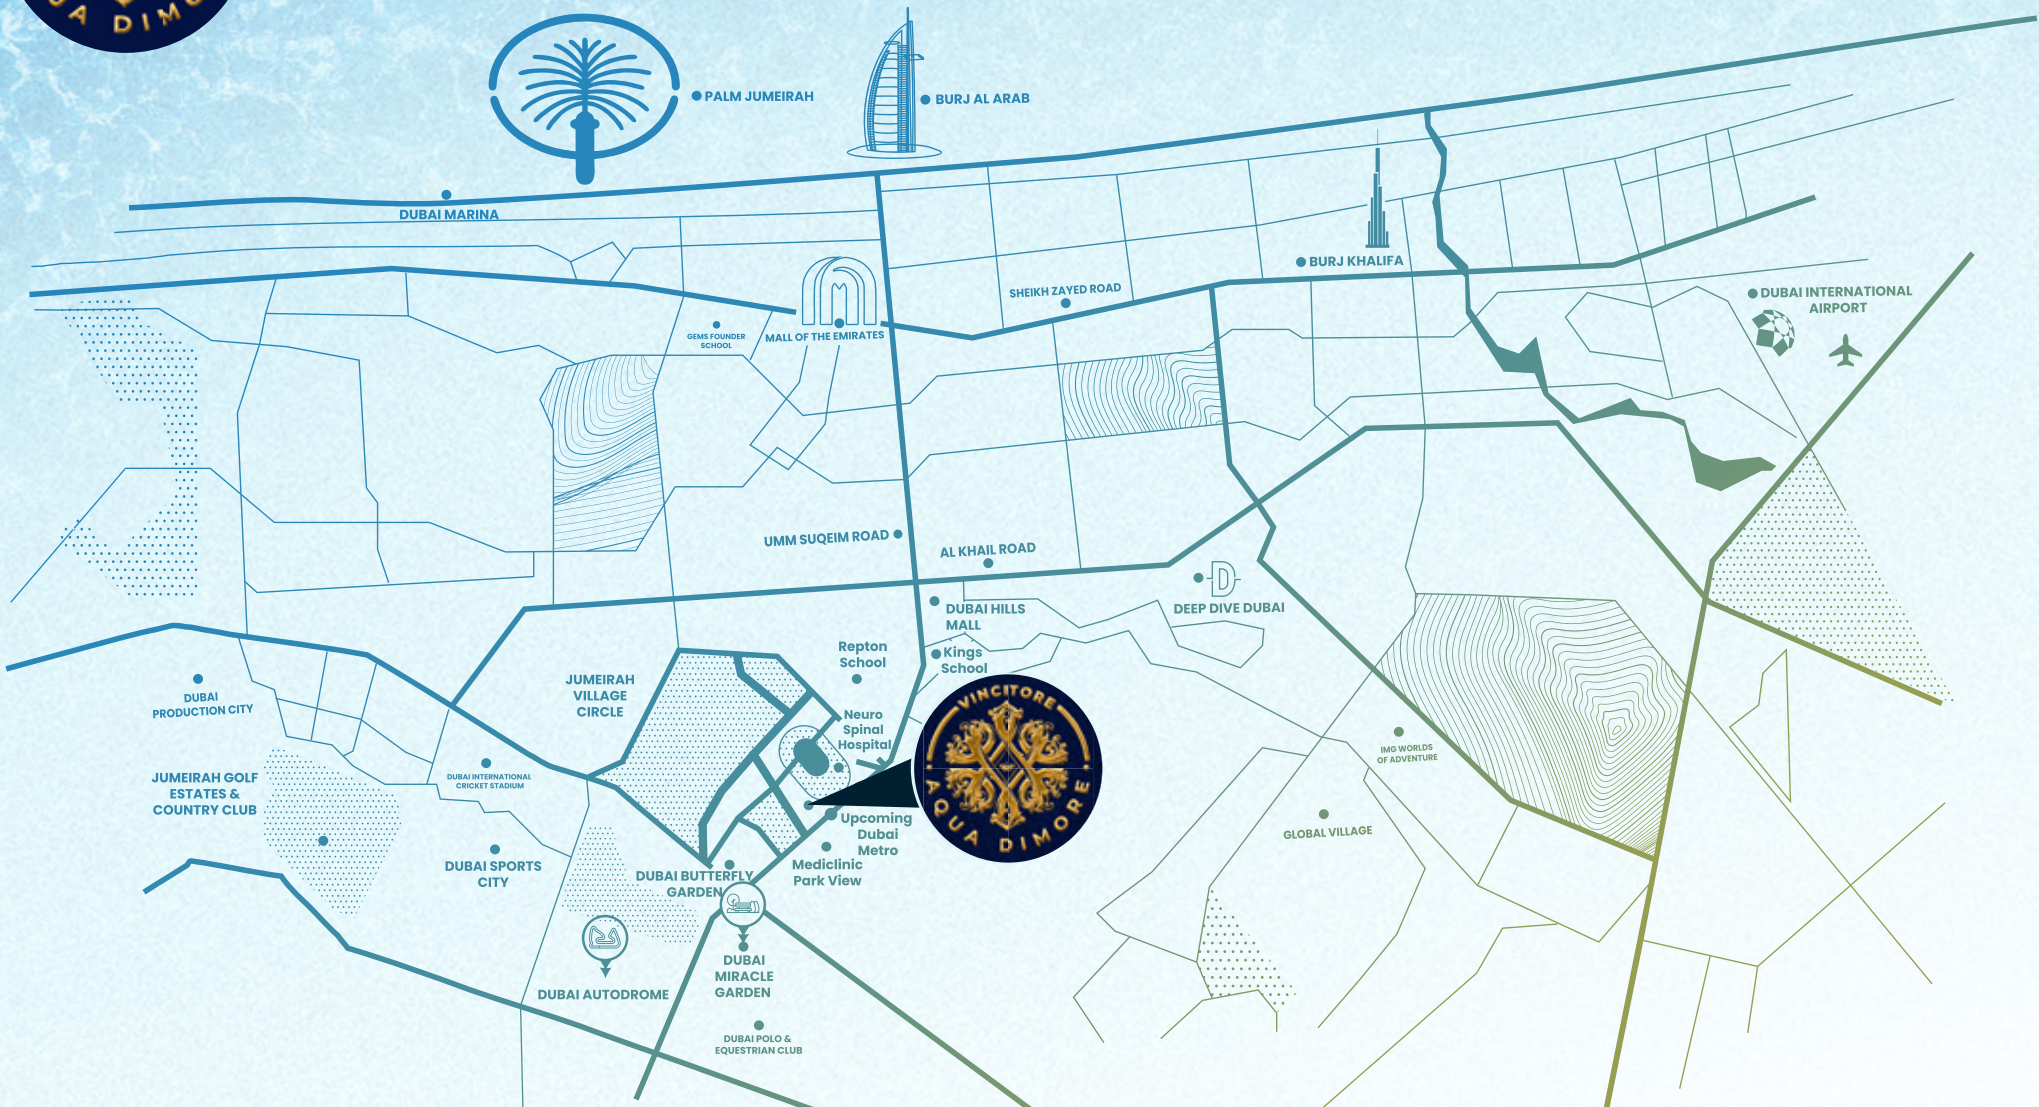 UA DIMO
PALM JUMEIRAH
BURJ AL ARAB
DUBAI MARINA
BURJ KHALIFA
SHEIKH ZAYED ROAD
DUBAI INTERNATIONAL
AIRPORT
GEMS FOUNDER
SCHOOL
MALL OF THE EMIRATES
UMM SUQEIM ROAD
AL KHAIL ROAD
DEEP DIVE DUBAI
D
DUBAI HILLS
MALL
Repton
School
Kings
School
JUMEIRAH
VILLAGE
CIRCLE
DUBAI
PRODUCTION CITY
Neuro
Spinal
Hospital
VINCITORE
AQUA DIMORE
IMG WORLDS
OF ADVENTURE
JUMEIRAH GOLF
ESTATES &
COUNTRY CLUB
DUBAI INTERNATIONAL
CRICKET STADIUM
GLOBAL VILLAGE
Upcoming
Dubai
Metro
DUBAI SPORTS
CITY
Mediclinic
Park View
DUBAI BUTTERFLY
GARDEN
DUBAI
MIRACLE
GARDEN
DUBAI AUTODROME
DUBAI POLO &
EQUESTRIAN CLUB